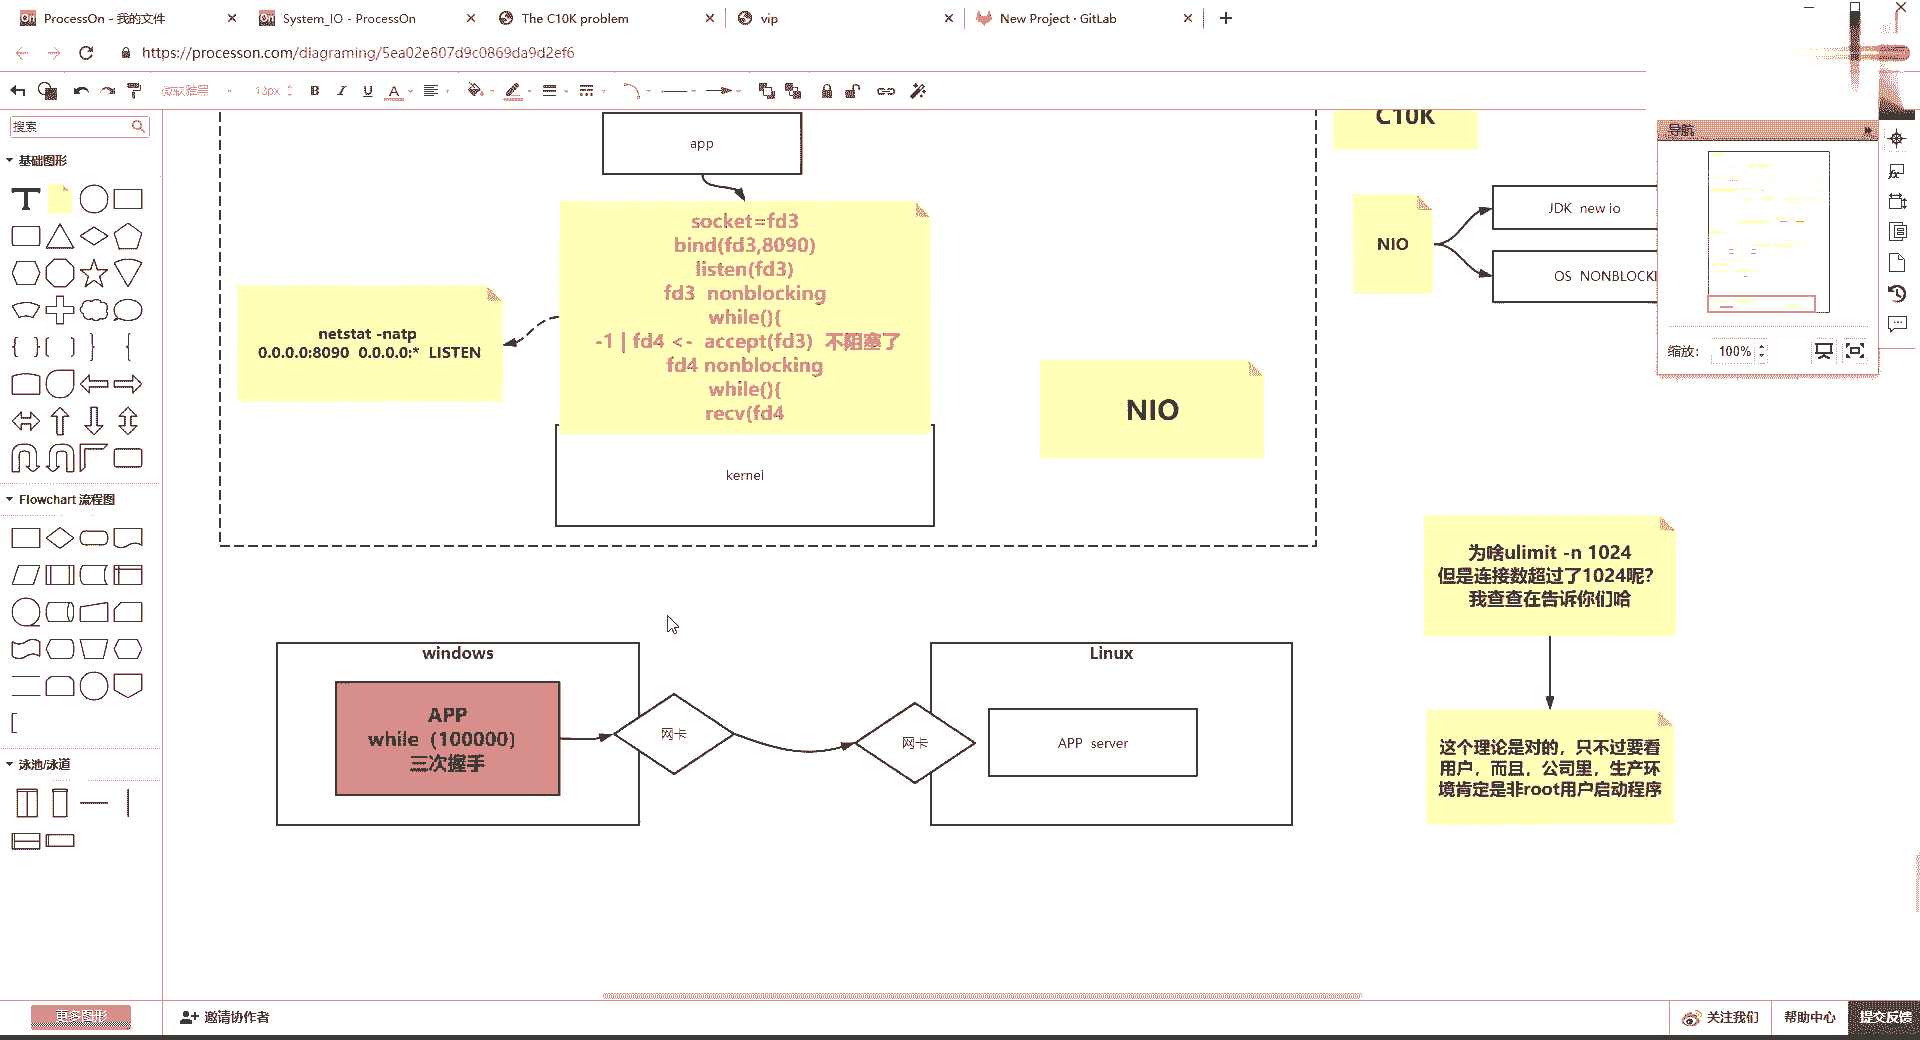 ProcessOn - 我的文件
System_IO - ProcessOn
The C10K problem
vip
New Project · GitLab
https://processon.com/diagraming/5ea02e807d9c0869da9d2ef6
微软雅黑
13px
B
I
U
A
搜索
基础图形
T
Flowchart 流程图
泳池/泳道
更多图形
app
socket=fd3
bind(fd3,8090)
listen(fd3)
fd3 nonblocking
while(){
-1 | fd4 <- accept(fd3) 不阻塞了
fd4 nonblocking
while(){
recv(fd4
kernel
netstat -natp
0.0.0.0:8090 0.0.0.0:* LISTEN
NIO
C10K
NIO
JDK new io
OS NONBLOCKI
导航
缩放：
100%
为啥ulimit -n 1024
但是连接数超过了1024呢?
我查查在告诉你们哈
这个理论是对的，只不过要看
用户，而且，公司里，生产环
境肯定是非root用户启动程序
windows
APP
while（100000）
三次握手
网卡
网卡
Linux
APP server
邀请协作者
关注我们
帮助中心
提交反馈